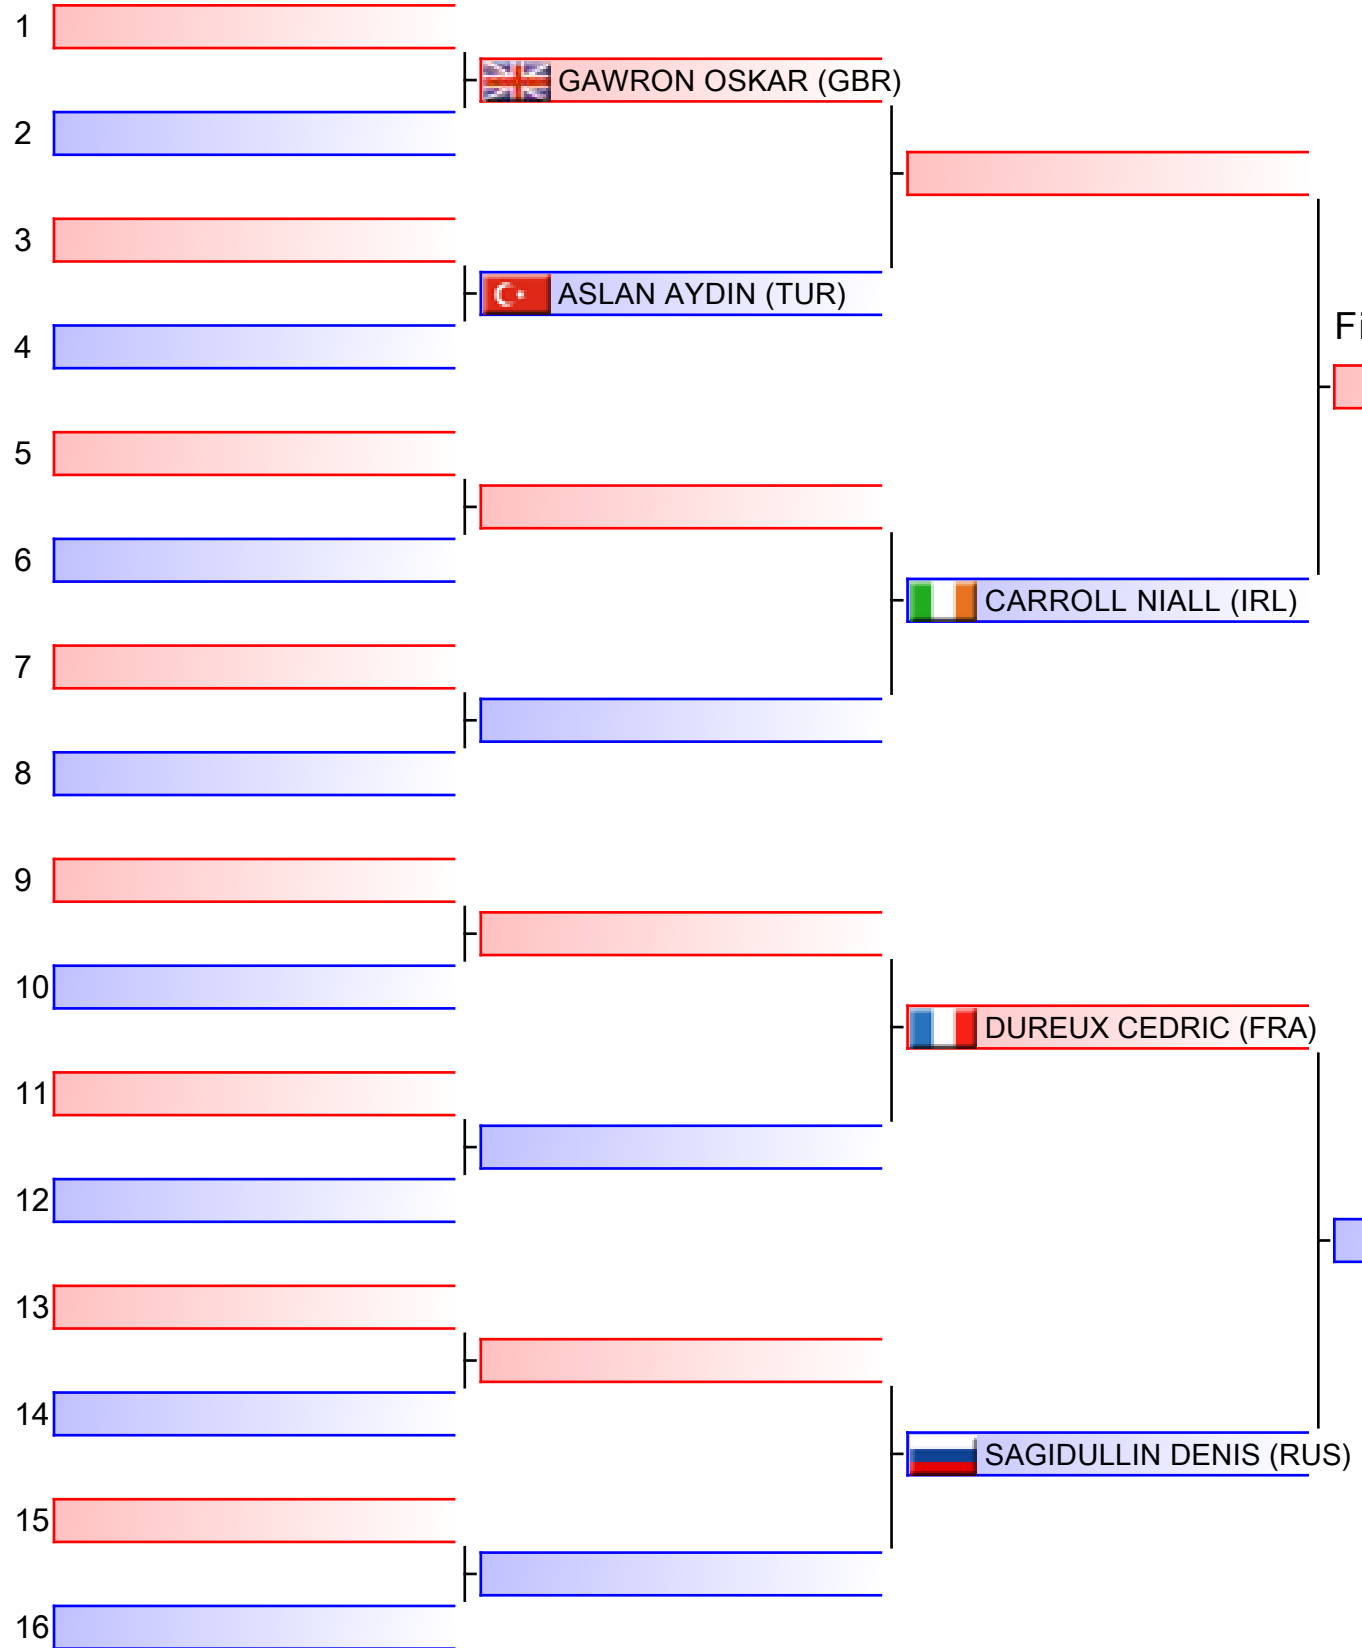 1
GAWRON OSKAR (GBR)
2
3
ASLAN AYDIN (TUR)
4
Fi
5
6
CARROLL NIALL (IRL)
7
8
9
10
DUREUX CEDRIC (FRA)
11
12
13
14
SAGIDULLIN DENIS (RUS)
15
16